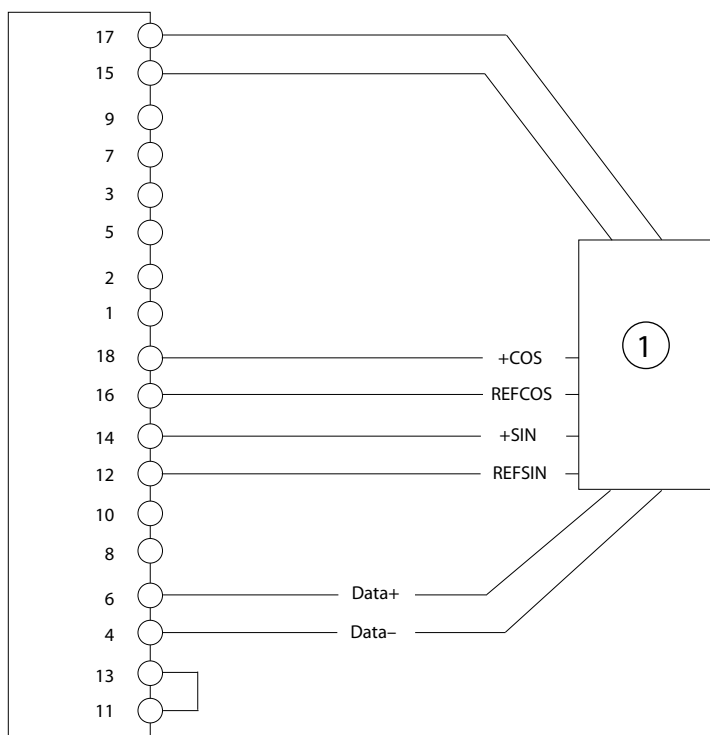 17
15
9
7
3
5
2
1
18 +COS
16 REFCOS
14 +SIN
12 REFSIN
10
8
6 Data+
4 Data–
13
11
1